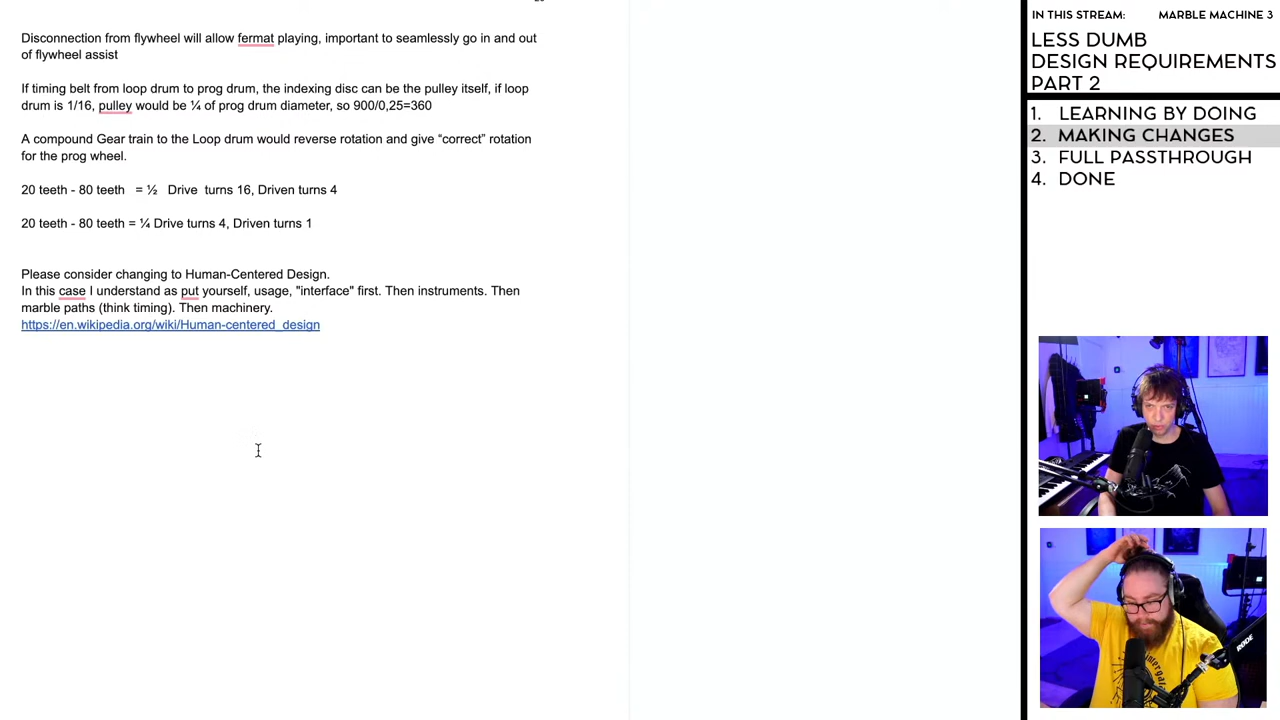 Disconnection from flywheel will allow fermat playing, important to seamlessly go in and out
of flywheel assist
If timing belt from loop drum to prog drum, the indexing disc can be the pulley itself, if loop
drum is 1/16, pulley would be ¼ of prog drum diameter, so 900/0,25=360
A compound Gear train to the Loop drum would reverse rotation and give “correct” rotation
for the prog wheel.
20 teeth - 80 teeth = ½ Drive turns 16, Driven turns 4
20 teeth - 80 teeth = ¼ Drive turns 4, Driven turns 1
Please consider changing to Human-Centered Design.
In this case I understand as put yourself, usage, "interface" first. Then instruments. Then
marble paths (think timing). Then machinery.
https://en.wikipedia.org/wiki/Human-centered_design
IN THIS STREAM: MARBLE MACHINE 3
LESS DUMB
DESIGN REQUIREMENTS
PART 2
1. LEARNING BY DOING
2. MAKING CHANGES
3. FULL PASSTHROUGH
4. DONE
RODE